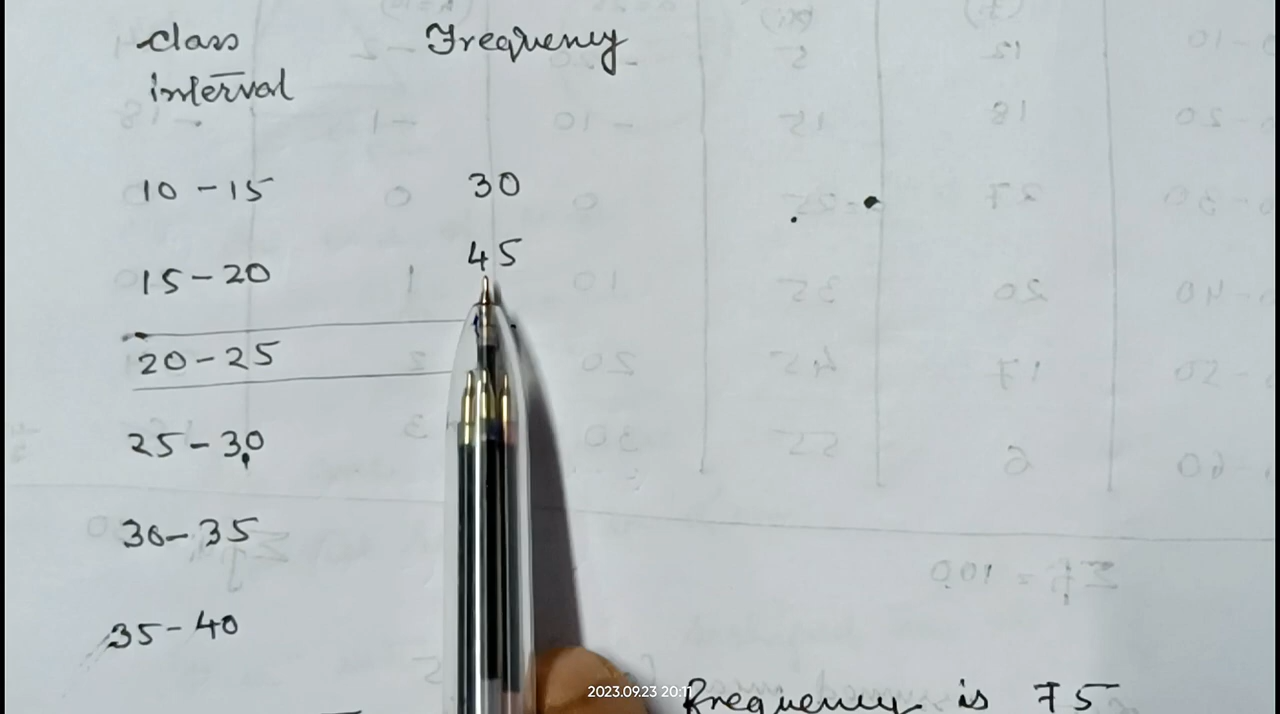 class Frequency
interval
10 - 15 30
15 - 20 45
20 - 25
25 - 30
30 - 35
35 - 40
Frequency is 75
2023.09.23 20:11